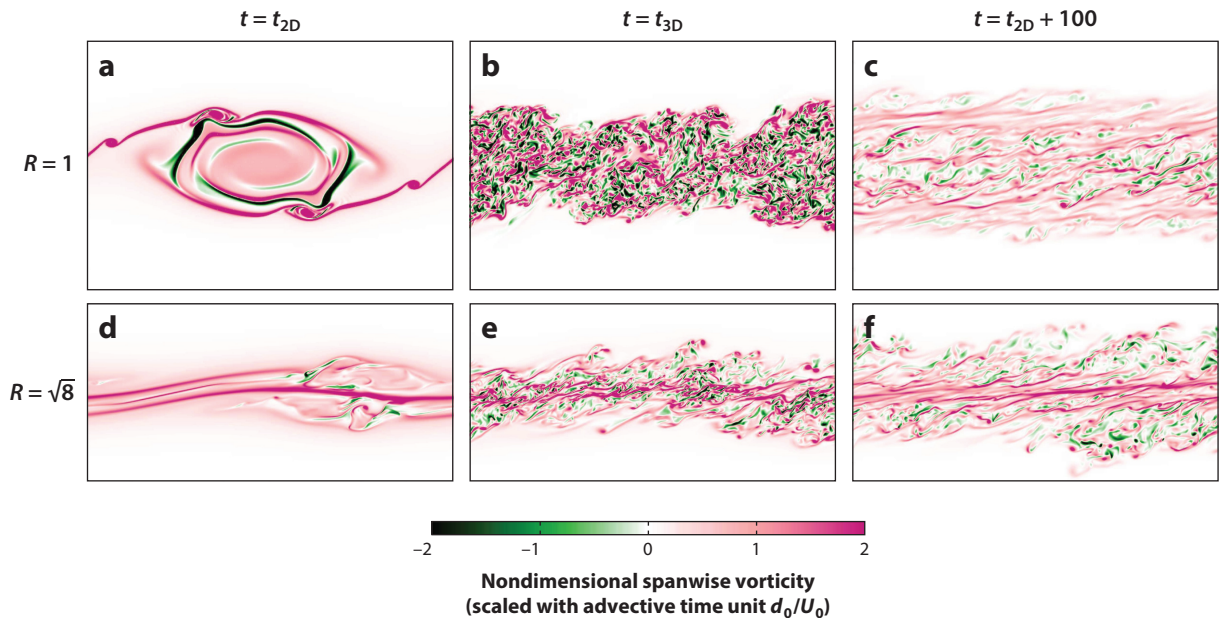 t = t2D
t = t3D
t = t2D + 100
a
b
c
R = 1
d
e
f
R = √8
–2
–1
0
1
2
Nondimensional spanwise vorticity
(scaled with advective time unit d0/U0)